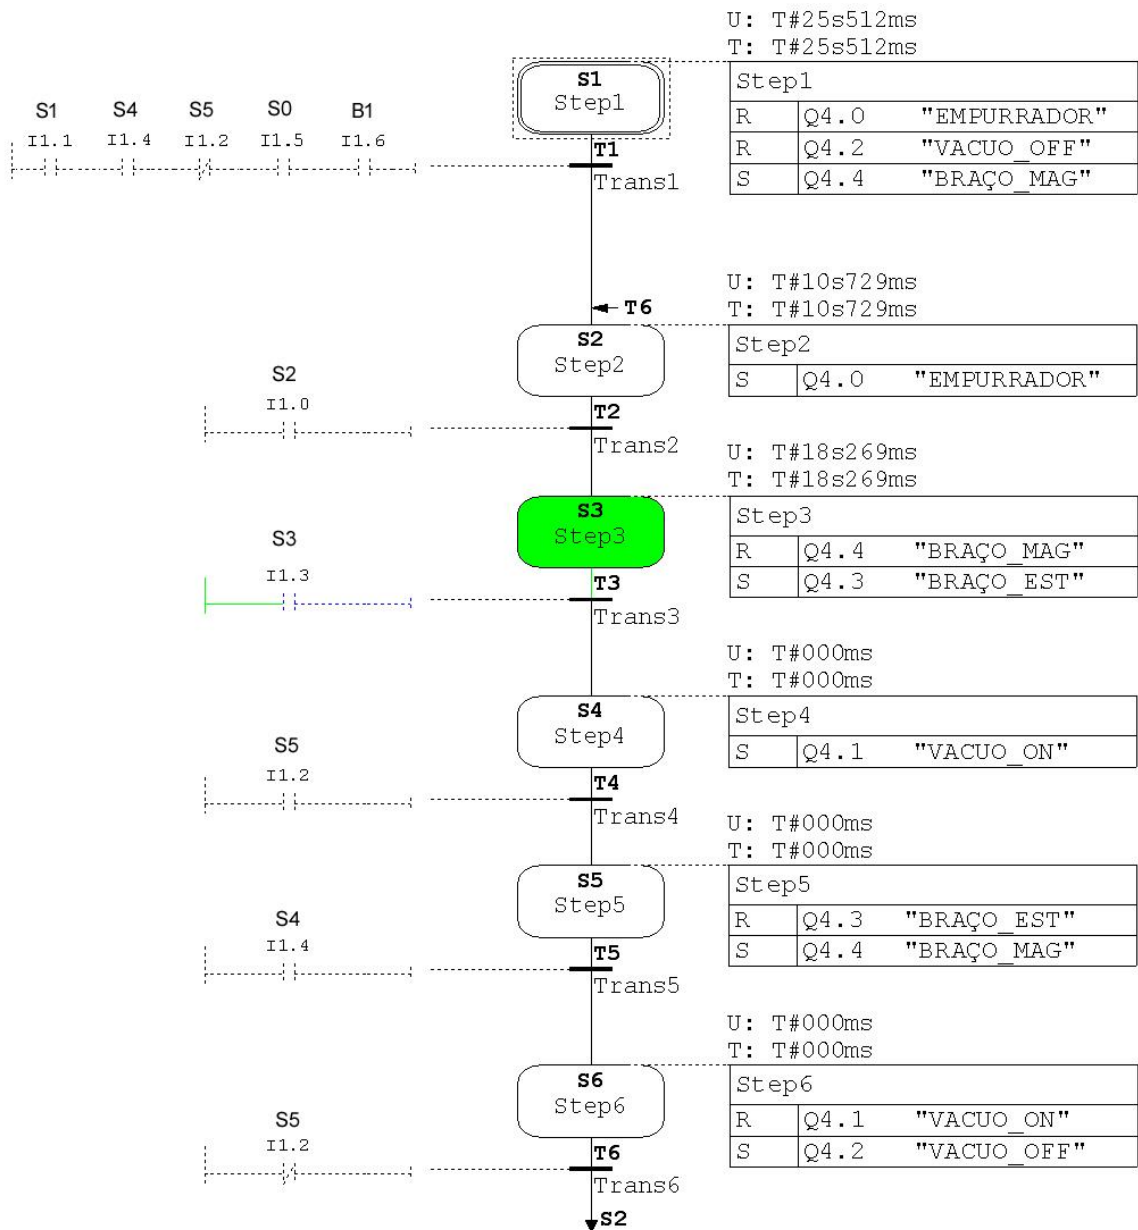 U: T#25s512ms
T: T#25s512ms
S1
Step1
Step1
R Q4.0 "EMPURRADOR"
R Q4.2 "VACUO_OFF"
S Q4.4 "BRAÇO_MAG"
S1 S4 S5 S0 B1
I1.1 I1.4 I1.2 I1.5 I1.6
T1
Trans1
T6
U: T#10s729ms
T: T#10s729ms
S2
Step2
Step2
S Q4.0 "EMPURRADOR"
S2
I1.0
T2
Trans2
U: T#18s269ms
T: T#18s269ms
S3
Step3
Step3
R Q4.4 "BRAÇO_MAG"
S Q4.3 "BRAÇO_EST"
S3
I1.3
T3
Trans3
U: T#000ms
T: T#000ms
S4
Step4
Step4
S Q4.1 "VACUO_ON"
S5
I1.2
T4
Trans4
U: T#000ms
T: T#000ms
S5
Step5
Step5
R Q4.3 "BRAÇO_EST"
S Q4.4 "BRAÇO_MAG"
S4
I1.4
T5
Trans5
U: T#000ms
T: T#000ms
S6
Step6
Step6
R Q4.1 "VACUO_ON"
S Q4.2 "VACUO_OFF"
S5
I1.2
T6
Trans6
S2